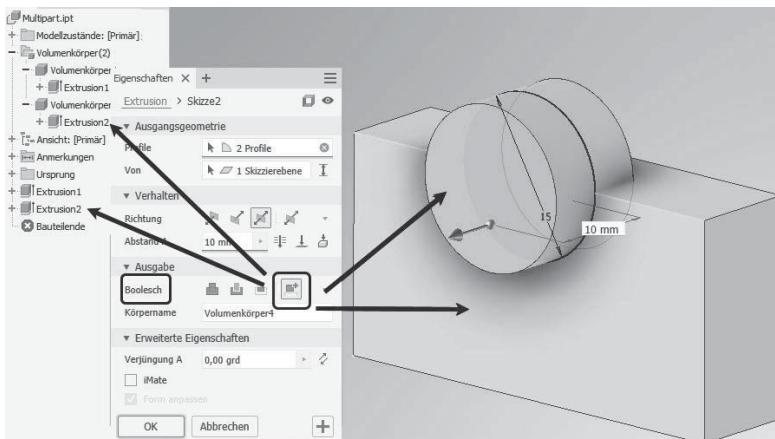 Multipart.ipt
Modellzustände: [Primär]
Volumenkörper(2)
Volumenkörper
Extrusion1
Volumenkörper
Extrusion2
Ansicht: [Primär]
Anmerkungen
Ursprung
Extrusion1
Extrusion2
Bauteilende
Eigenschaften × +
Extrusion > Skizze2
Ausgangsgeometrie
Profile 2 Profile
Von 1 Skizzierebene
Verhalten
Richtung
Abstand 10 mm
Ausgabe
Boolesch
Körpername Volumenkörper4
Erweiterte Eigenschaften
Verjüngung A 0,00 grd
iMate
Form anpassen
OK Abbrechen +
15
10 mm